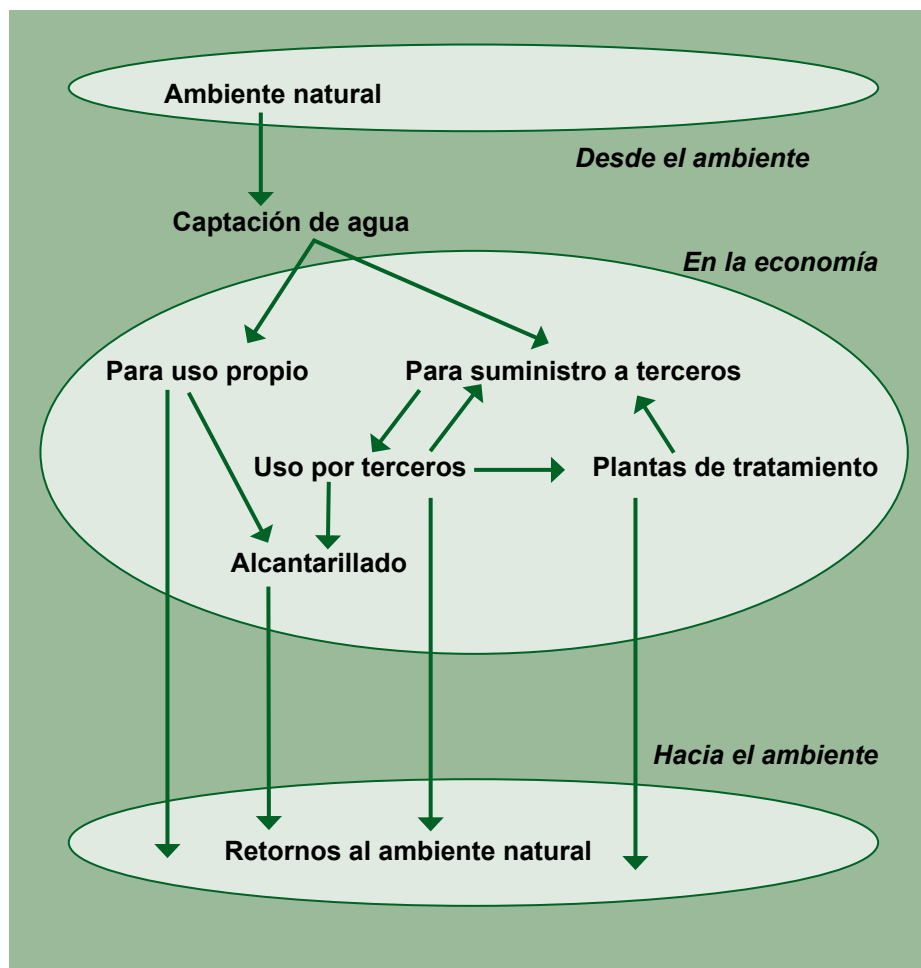 Ambiente natural
Desde el ambiente
Captación de agua
En la economía
Para uso propio
Para suministro a terceros
Uso por terceros
Plantas de tratamiento
Alcantarillado
Hacia el ambiente
Retornos al ambiente natural